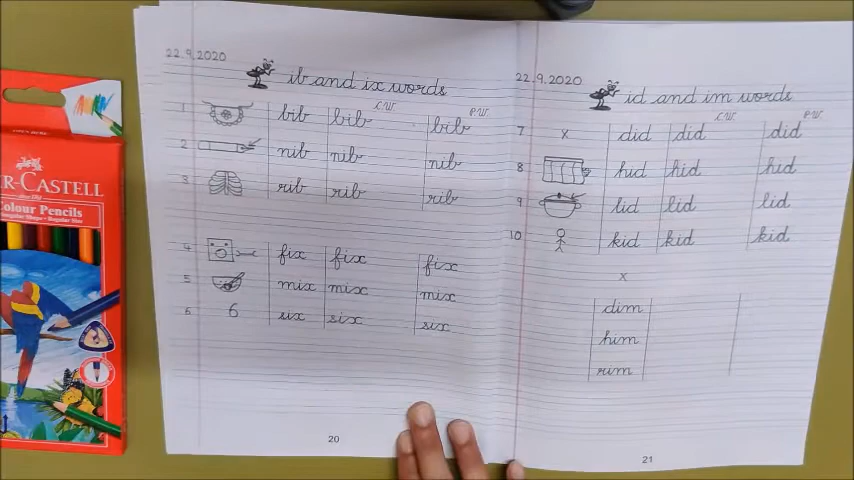 22.9.2020
ib and ix words
C.W. P.W.
1 bib bib bib
2 nib nib nib
3 rib rib rib
4 fix fix fix
5 mix mix mix
6 6 six six six
20
22.9.2020
id and im words
C.W. P.W.
7 x did did did
8 hid hid hid
9 lid lid lid
10 kid kid kid
x
dim
him
rum
21
R-CASTELL
Colour Pencils